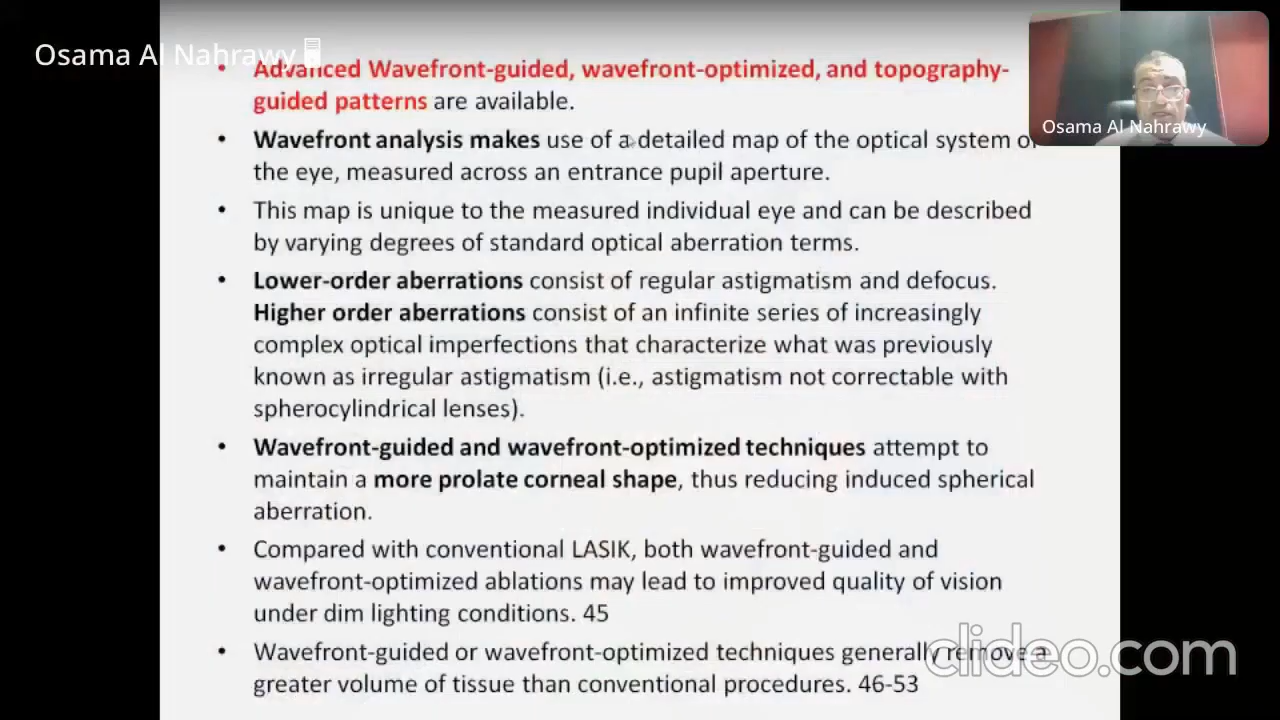 Osama Al Nahrawy
Advanced Wavefront-guided, wavefront-optimized, and topography-
guided patterns are available.
Osama Al Nahrawy
• Wavefront analysis makes use of a detailed map of the optical system of
the eye, measured across an entrance pupil aperture.
• This map is unique to the measured individual eye and can be described
by varying degrees of standard optical aberration terms.
• Lower-order aberrations consist of regular astigmatism and defocus.
Higher order aberrations consist of an infinite series of increasingly
complex optical imperfections that characterize what was previously
known as irregular astigmatism (i.e., astigmatism not correctable with
spherocylindrical lenses).
• Wavefront-guided and wavefront-optimized techniques attempt to
maintain a more prolate corneal shape, thus reducing induced spherical
aberration.
• Compared with conventional LASIK, both wavefront-guided and
wavefront-optimized ablations may lead to improved quality of vision
under dim lighting conditions. 45
• Wavefront-guided or wavefront-optimized techniques generally remove a
greater volume of tissue than conventional procedures. 46-53
clideo.com